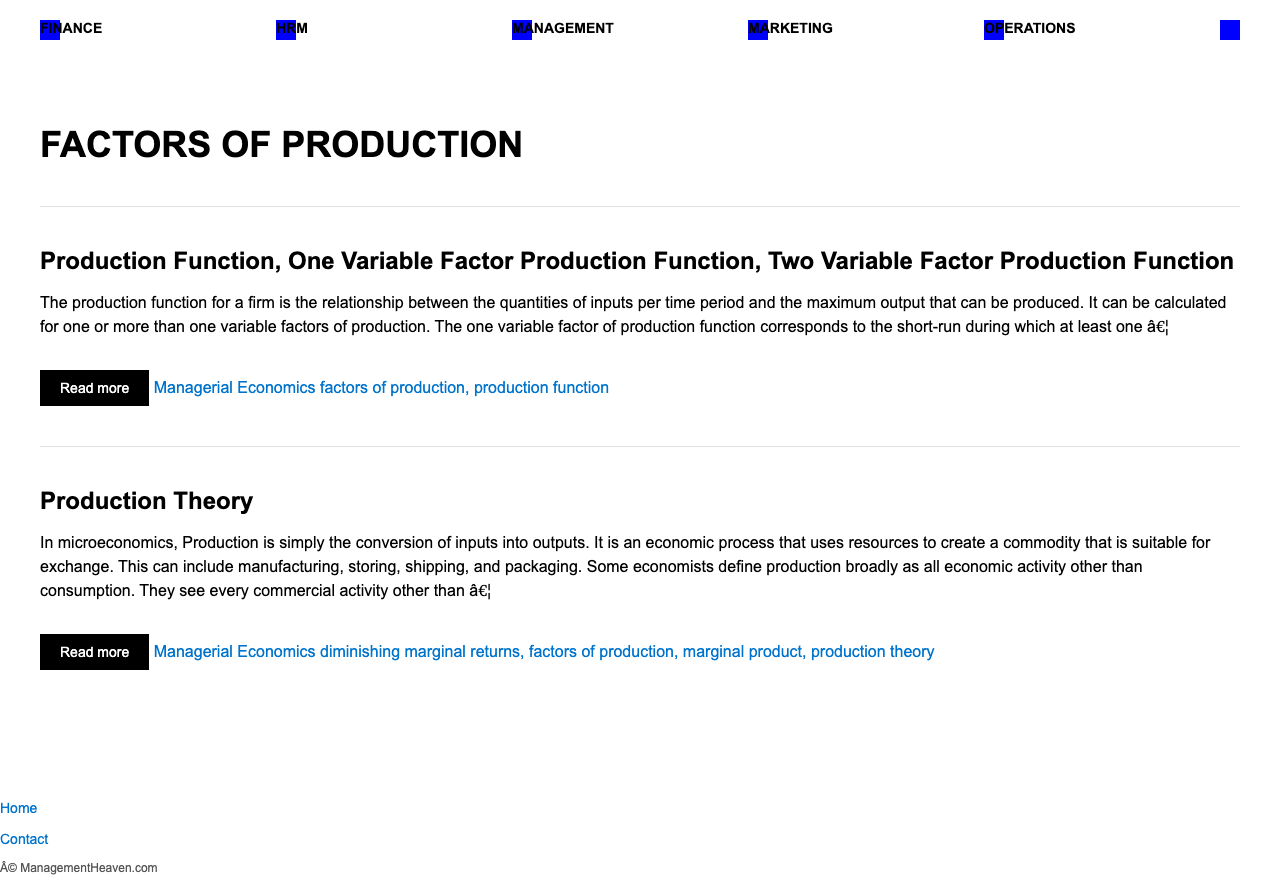 FINANCE HRM MANAGEMENT MARKETING OPERATIONS
FACTORS OF PRODUCTION
Production Function, One Variable Factor Production Function, Two Variable Factor Production Function
The production function for a firm is the relationship between the quantities of inputs per time period and the maximum output that can be produced. It can be calculated
for one or more than one variable factors of production. The one variable factor of production function corresponds to the short-run during which at least one â€¦
Read more Managerial Economics factors of production, production function
Production Theory
In microeconomics, Production is simply the conversion of inputs into outputs. It is an economic process that uses resources to create a commodity that is suitable for
exchange. This can include manufacturing, storing, shipping, and packaging. Some economists define production broadly as all economic activity other than
consumption. They see every commercial activity other than â€¦
Read more Managerial Economics diminishing marginal returns, factors of production, marginal product, production theory
Home
Contact
Â© ManagementHeaven.com